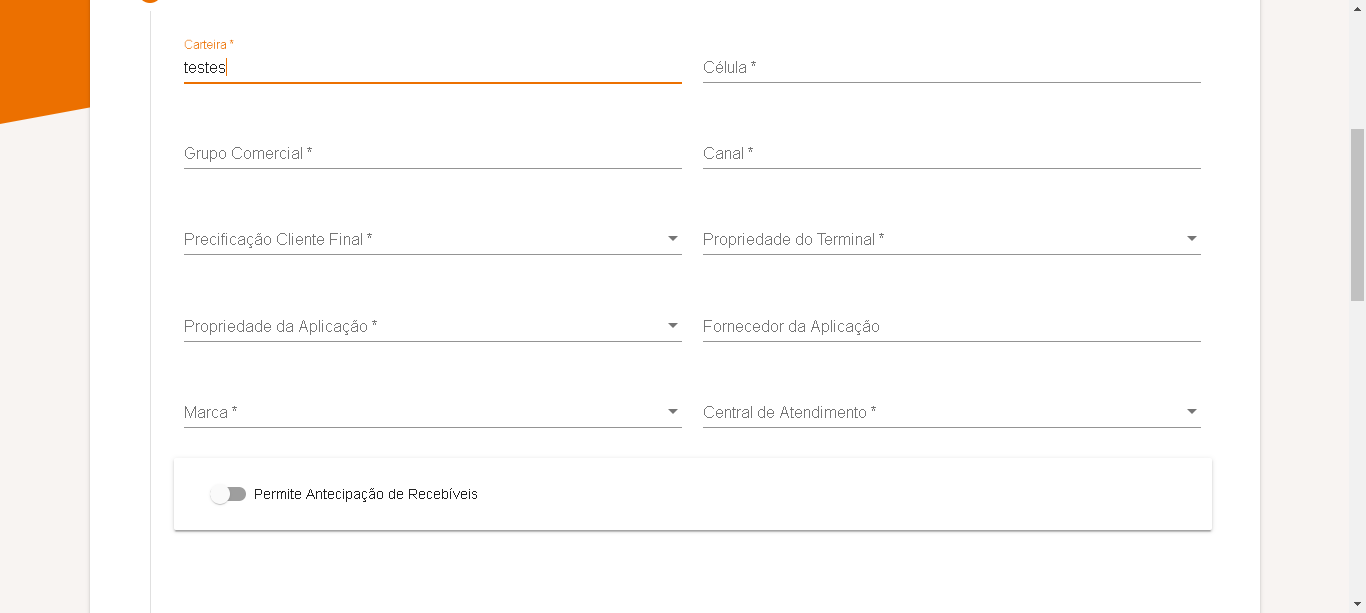 Carteira *
testes
Célula *
Grupo Comercial *
Canal *
Precificação Cliente Final *
Propriedade do Terminal *
Propriedade da Aplicação *
Fornecedor da Aplicação
Marca *
Central de Atendimento *
Permite Antecipação de Recebíveis